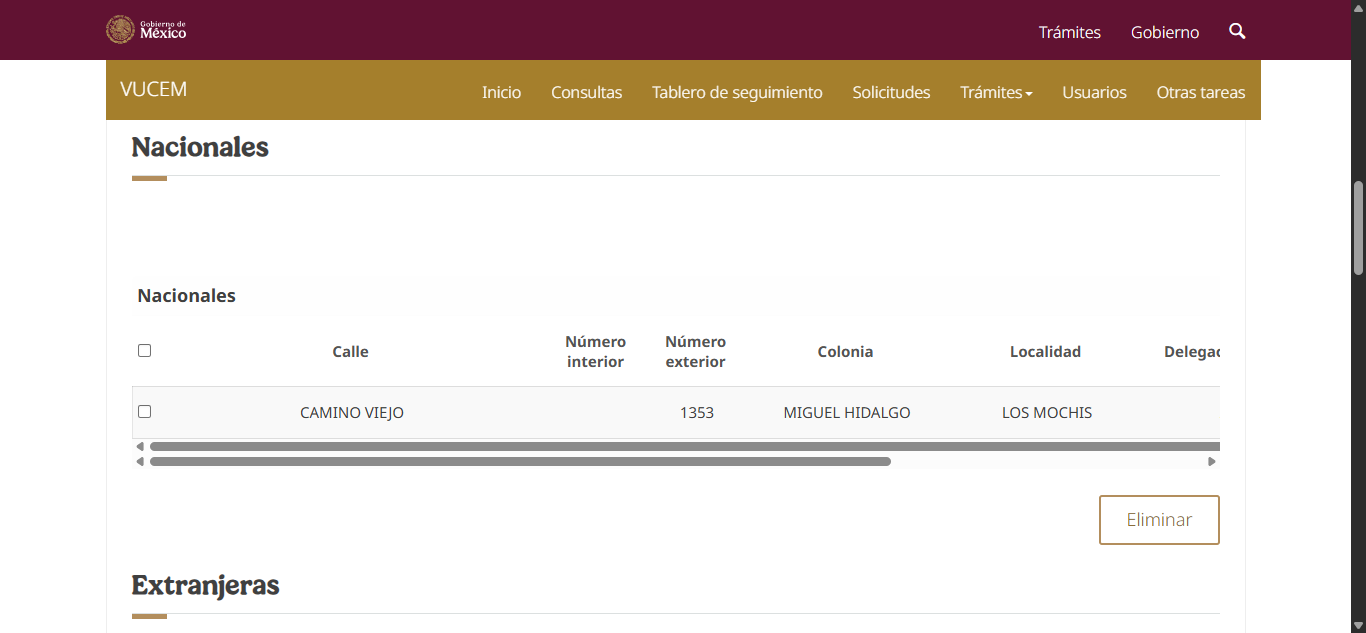 Gobierno de
México
Trámites
Gobierno
VUCEM
Inicio
Consultas
Tablero de seguimiento
Solicitudes
Trámites
Usuarios
Otras tareas
Nacionales
Nacionales
Calle
Número
interior
Número
exterior
Colonia
Localidad
Delegac
CAMINO VIEJO
1353
MIGUEL HIDALGO
LOS MOCHIS
Eliminar
Extranjeras